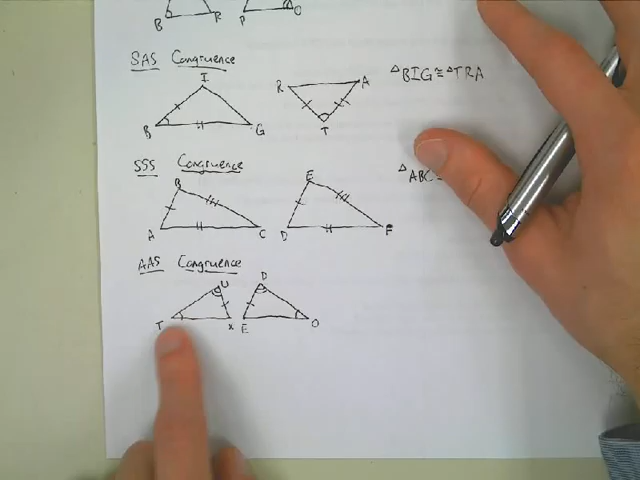 B R P O
SAS Congruence
I
R A △BIG ≅ △TRA
B G T
SSS Congruence
B E △ABC ≅
A C D F
AAS Congruence
U D
T X E O